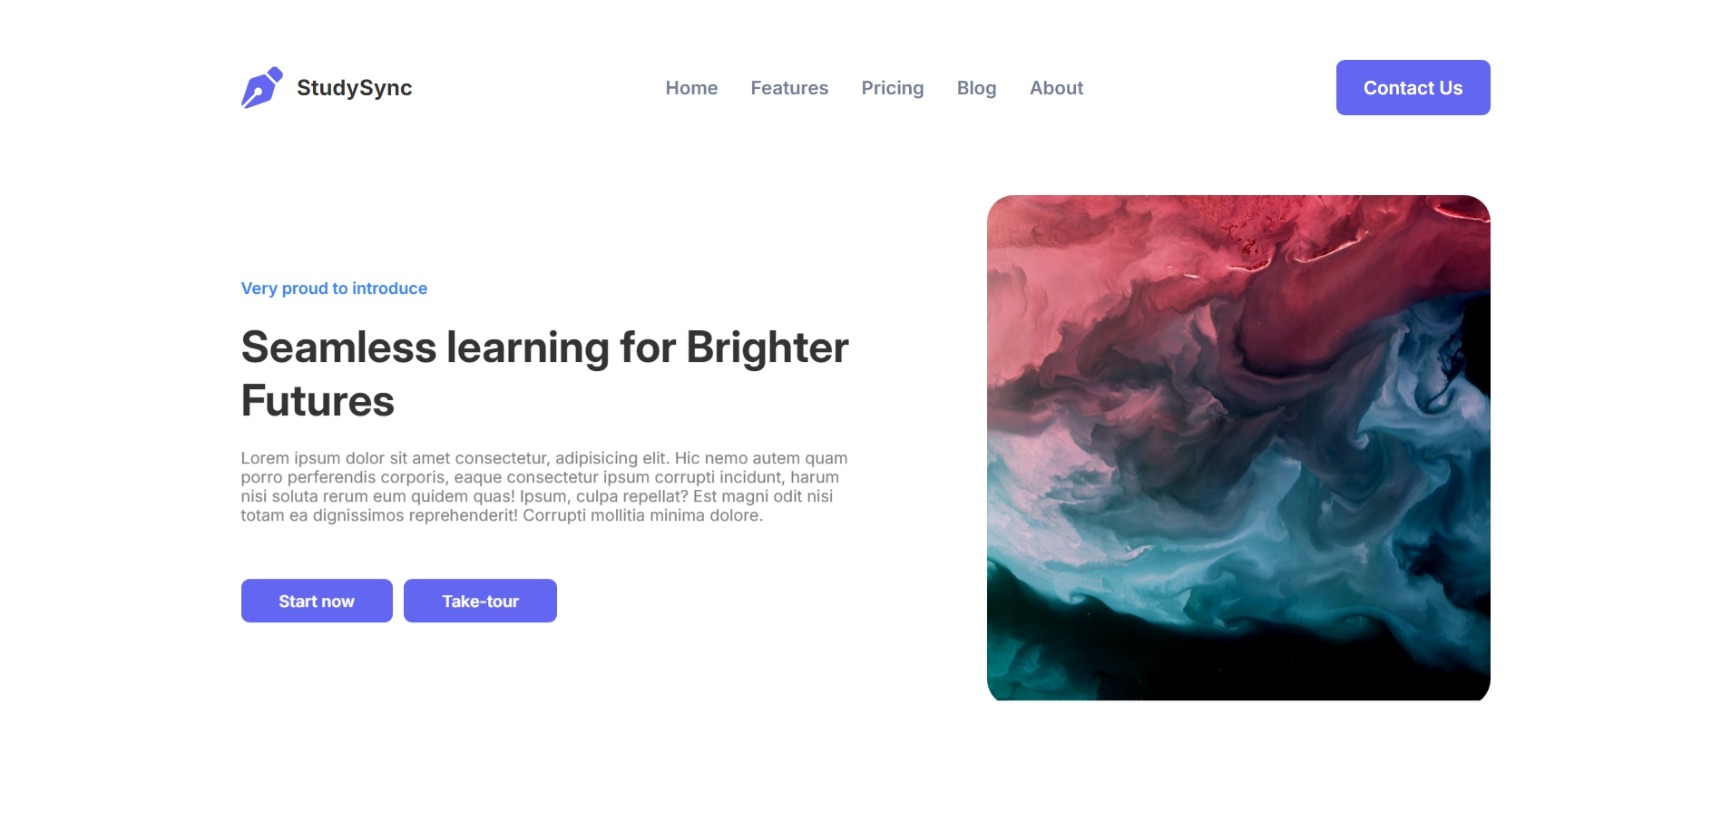 StudySync
Home Features Pricing Blog About
Contact Us
Very proud to introduce
Seamless learning for Brighter
Futures
Lorem ipsum dolor sit amet consectetur, adipisicing elit. Hic nemo autem quam
porro perferendis corporis, eaque consectetur ipsum corrupti incidunt, harum
nisi soluta rerum eum quidem quas! Ipsum, culpa repellat? Est magni odit nisi
totam ea dignissimos reprehenderit! Corrupti mollitia minima dolore.
Start now
Take-tour